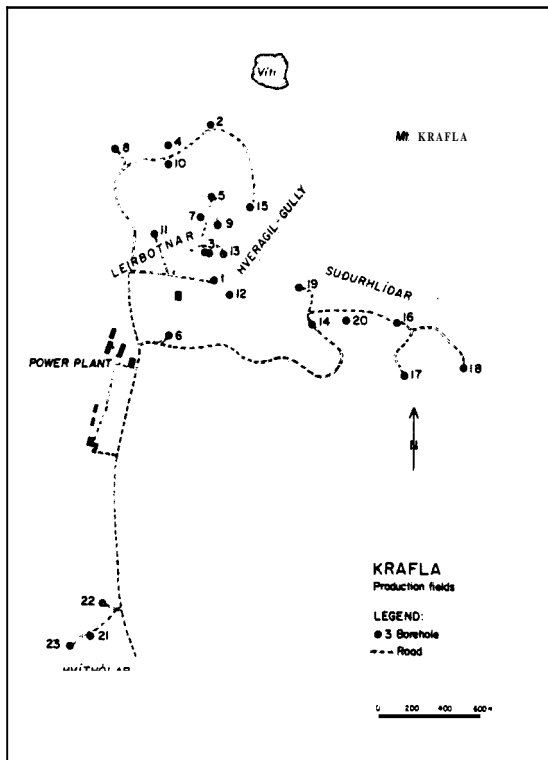 Víti
2
Mt. KRAFLA
8
4
10
5
15
7
9
11
LEIRBOTNAR
3
13
HVERAGIL-GULLY
1
12
19
SUDURHLÍDAR
14
20
16
6
POWER PLANT
17
18
N
KRAFLA
Production fields
22
LEGEND:
3 Borehole
21
23
Road
HVÍTHÓLAR
0 200 400 600 m